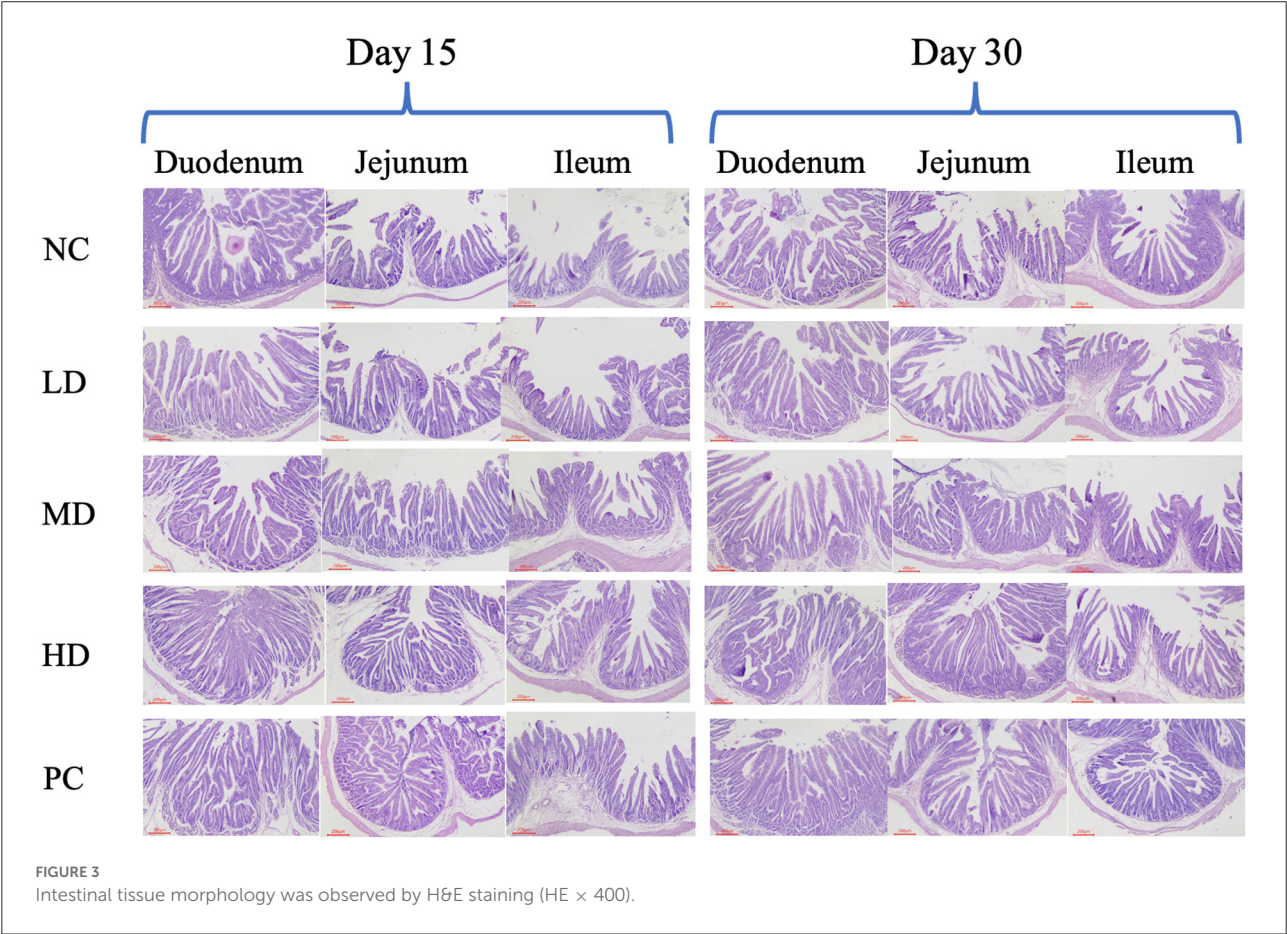 Day 15
Day 30
Duodenum Jejunum Ileum Duodenum Jejunum Ileum
NC
LD
MD
HD
PC
FIGURE 3
Intestinal tissue morphology was observed by H&E staining (HE × 400).